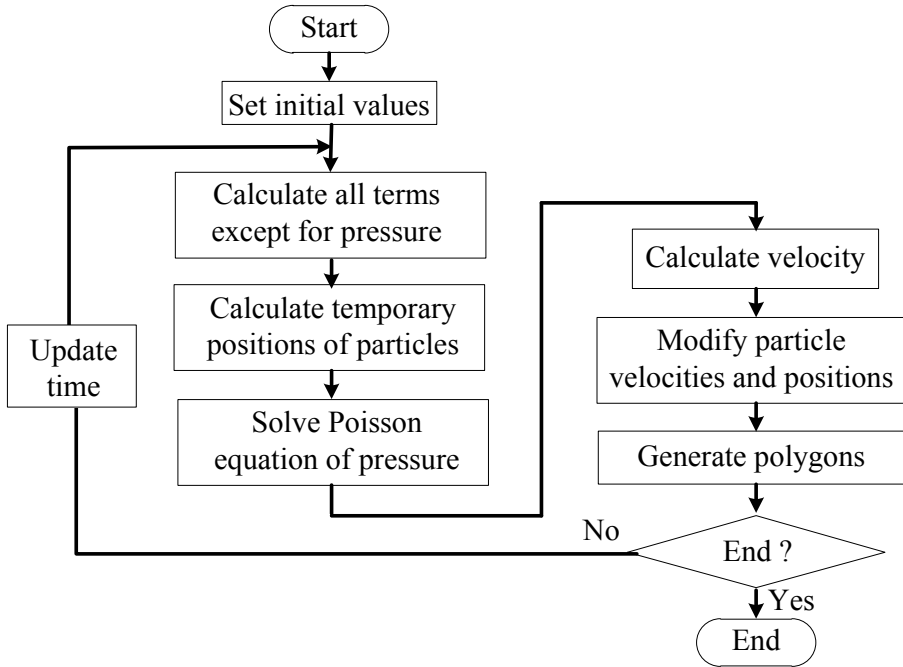 Start
Set initial values
Calculate all terms
except for pressure
Calculate temporary
positions of particles
Solve Poisson
equation of pressure
Update
time
Calculate velocity
Modify particle
velocities and positions
Generate polygons
End ?
No
Yes
End